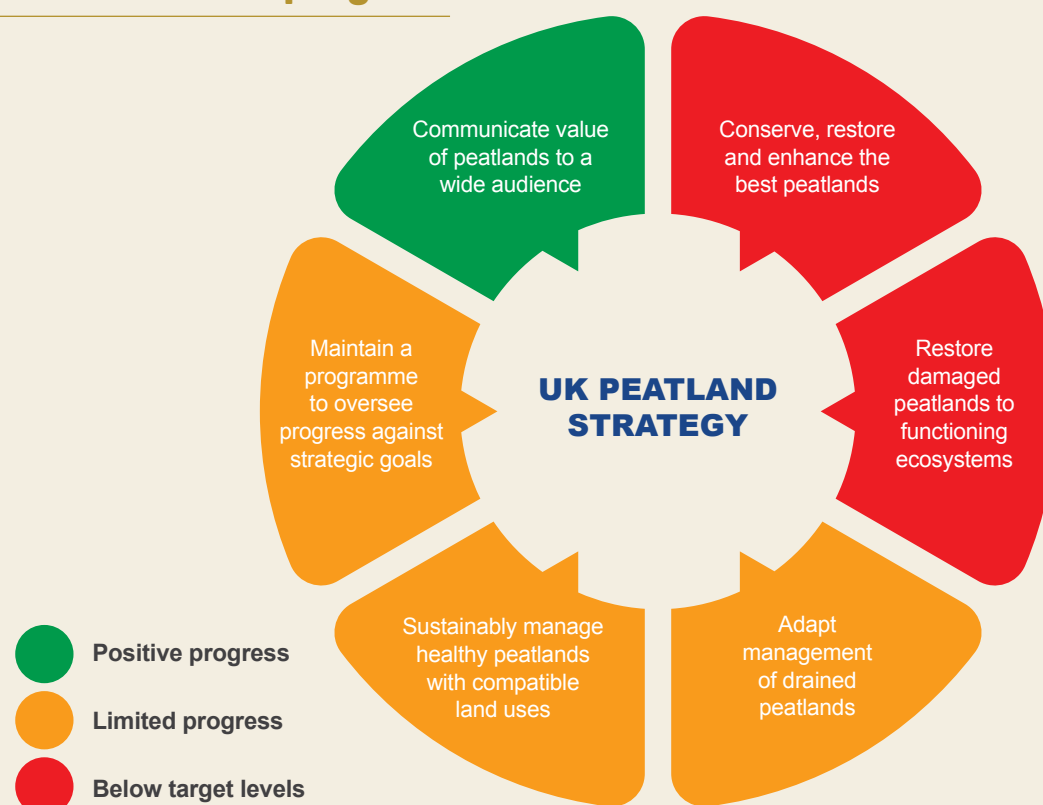 Communicate value
of peatlands to a
wide audience
Conserve, restore
and enhance the
best peatlands
Maintain a
programme
to oversee
progress against
strategic goals
UK PEATLAND
STRATEGY
Restore
damaged
peatlands to
functioning
ecosystems
Sustainably manage
healthy peatlands
with compatible
land uses
Adapt
management
of drained
peatlands
Positive progress
Limited progress
Below target levels